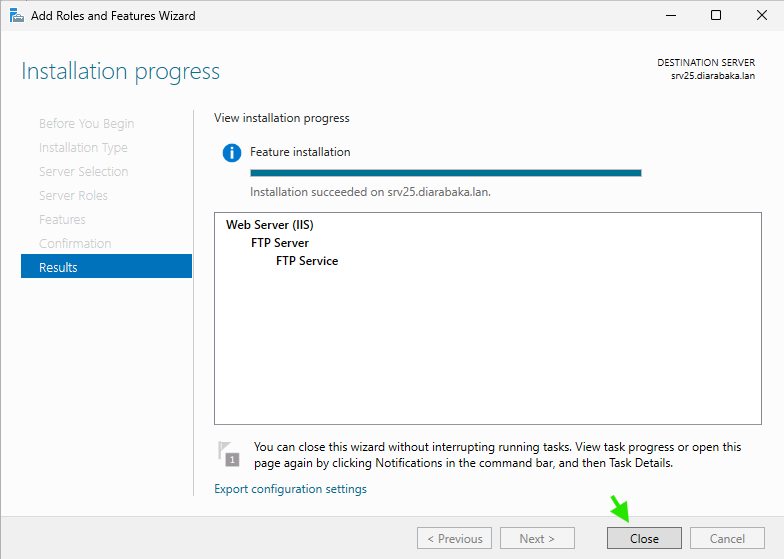 Add Roles and Features Wizard
Installation progress
DESTINATION SERVER
srv25.diarabaka.lan
Before You Begin
Installation Type
Server Selection
Server Roles
Features
Confirmation
Results
View installation progress
Feature installation
Installation succeeded on srv25.diarabaka.lan.
Web Server (IIS)
FTP Server
FTP Service
1
You can close this wizard without interrupting running tasks. View task progress or open this
page again by clicking Notifications in the command bar, and then Task Details.
Export configuration settings
< Previous
Next >
Close
Cancel